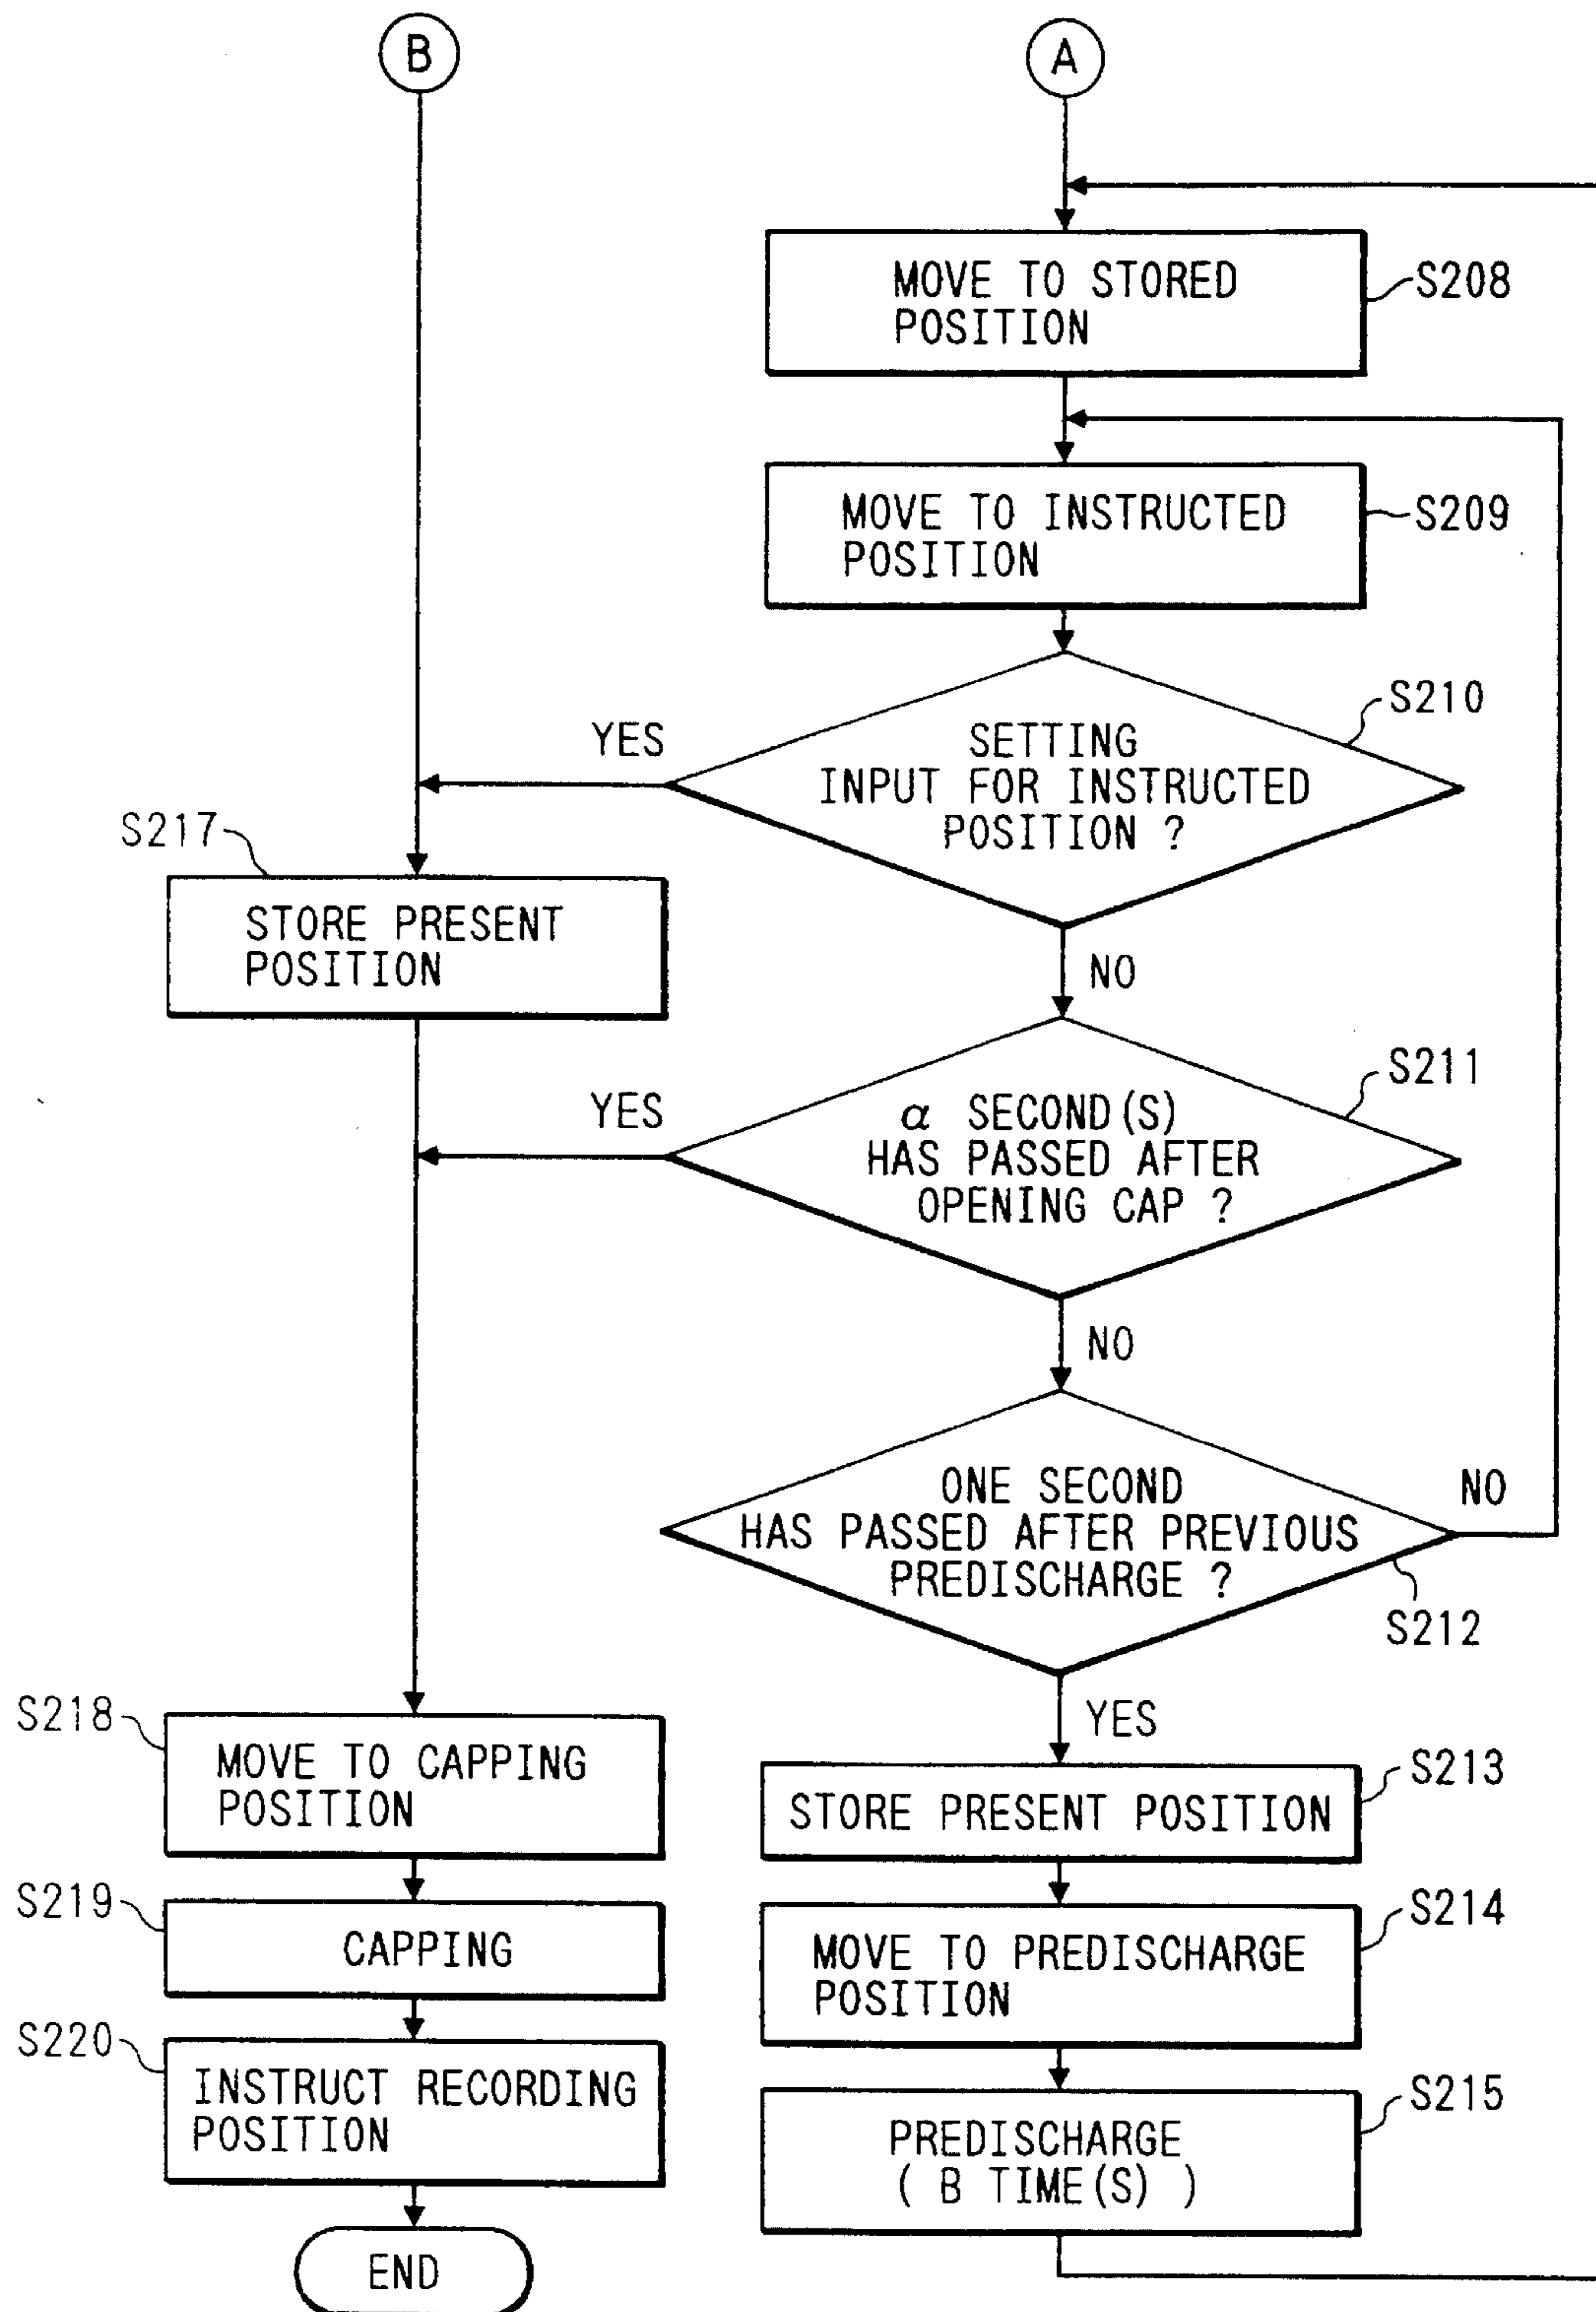 B
A
MOVE TO STORED
POSITION
S208
MOVE TO INSTRUCTED
POSITION
S209
SETTING
INPUT FOR INSTRUCTED
POSITION ?
S210
YES
NO
S217
STORE PRESENT
POSITION
α SECOND(S)
HAS PASSED AFTER
OPENING CAP ?
S211
YES
NO
ONE SECOND
HAS PASSED AFTER PREVIOUS
PREDISCHARGE ?
NO
S212
YES
S218
MOVE TO CAPPING
POSITION
S213
STORE PRESENT POSITION
S219
CAPPING
S214
MOVE TO PREDISCHARGE
POSITION
S220
INSTRUCT RECORDING
POSITION
S215
PREDISCHARGE
( B TIME(S) )
END